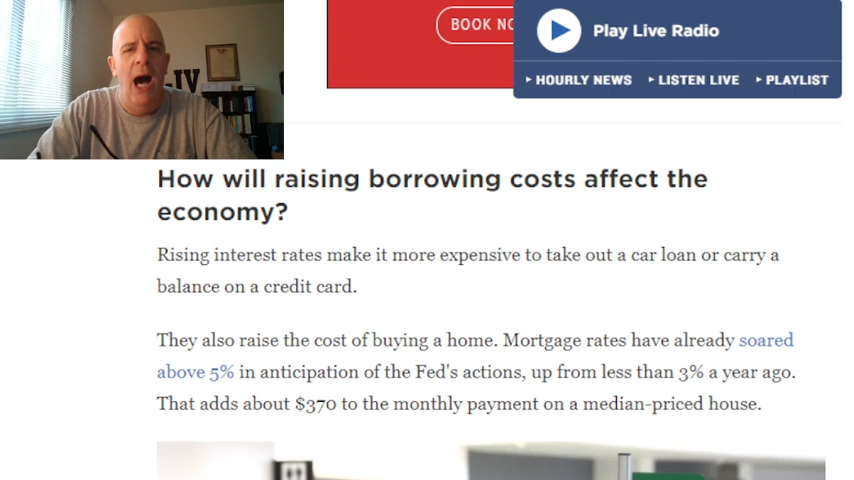 BOOK NO
Play Live Radio
HOURLY NEWS LISTEN LIVE PLAYLIST
LIV
How will raising borrowing costs affect the
economy?
Rising interest rates make it more expensive to take out a car loan or carry a
balance on a credit card.
They also raise the cost of buying a home. Mortgage rates have already soared
above 5% in anticipation of the Fed's actions, up from less than 3% a year ago.
That adds about $370 to the monthly payment on a median-priced house.